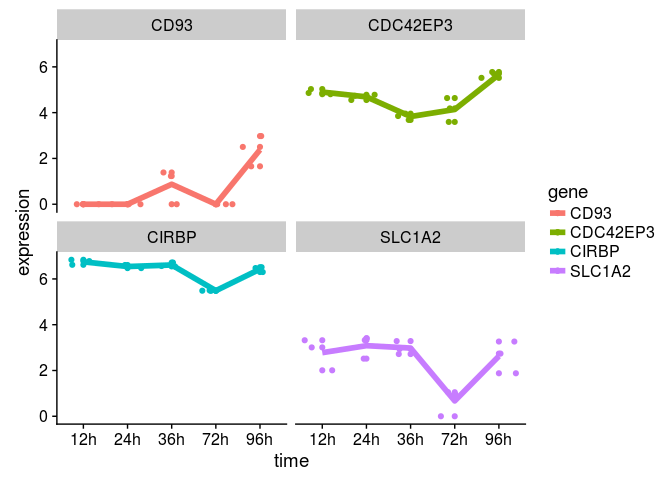 CD93
CDC42EP3
6
4
2
0
expression
CIRBP
SLC1A2
6
4
2
0
12h 24h 36h 72h 96h
12h 24h 36h 72h 96h
time
gene
CD93
CDC42EP3
CIRBP
SLC1A2